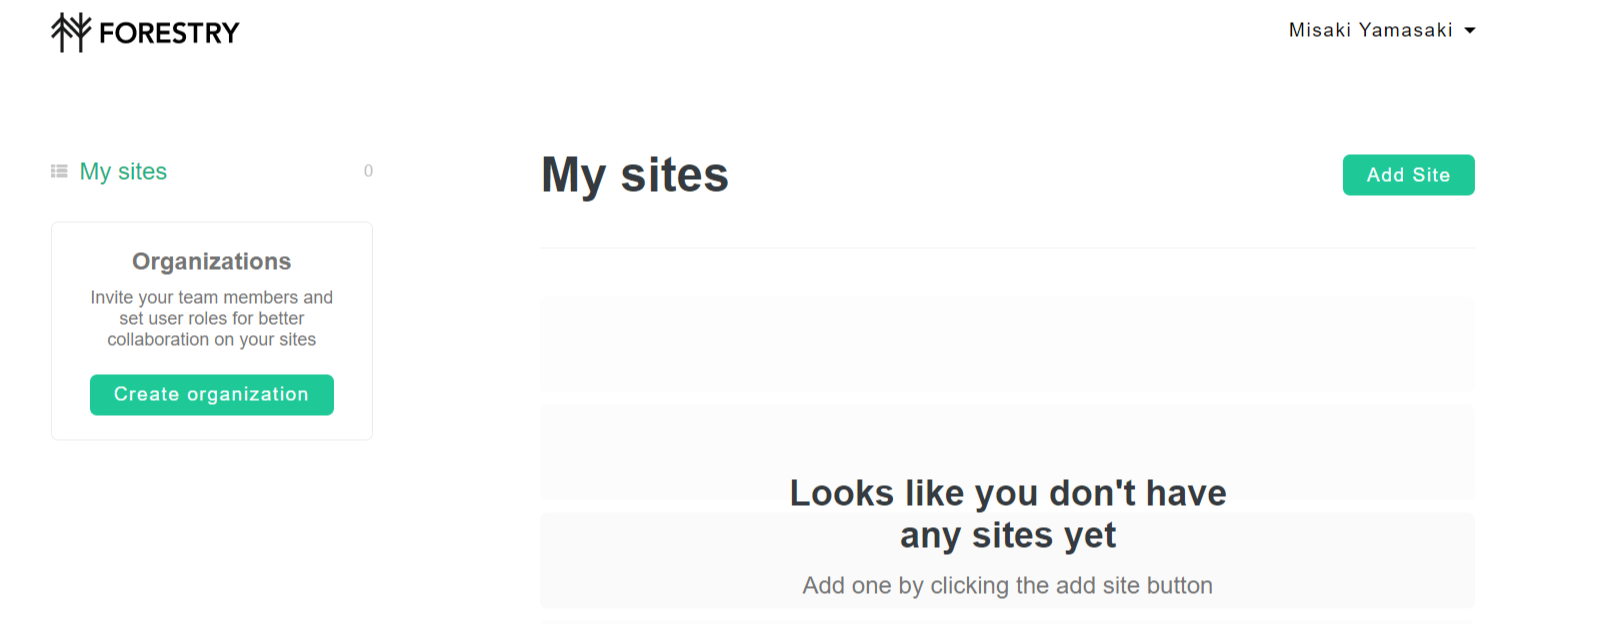 FORESTRY
Misaki Yamasaki
My sites
0
Organizations
Invite your team members and
set user roles for better
collaboration on your sites
Create organization
My sites
Add Site
Looks like you don't have
any sites yet
Add one by clicking the add site button